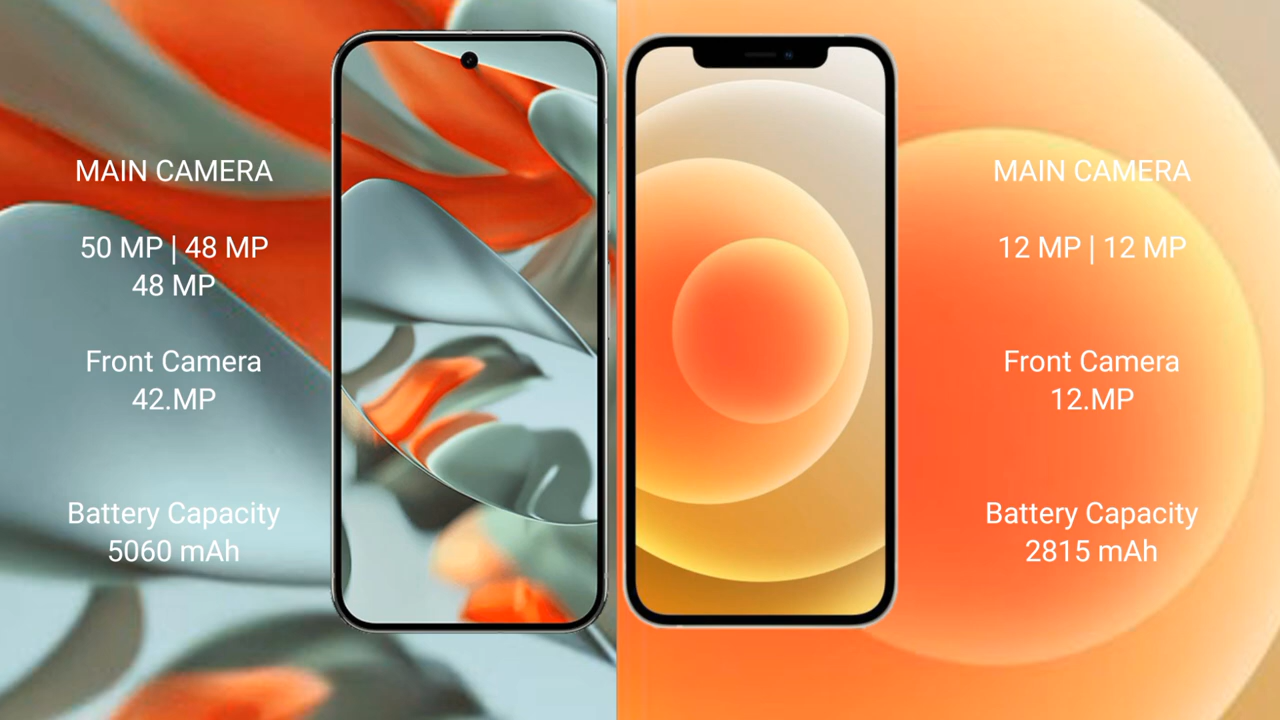 MAIN CAMERA
50 MP | 48 MP
48 MP
Front Camera
42.MP
Battery Capacity
5060 mAh
MAIN CAMERA
12 MP | 12 MP
Front Camera
12.MP
Battery Capacity
2815 mAh